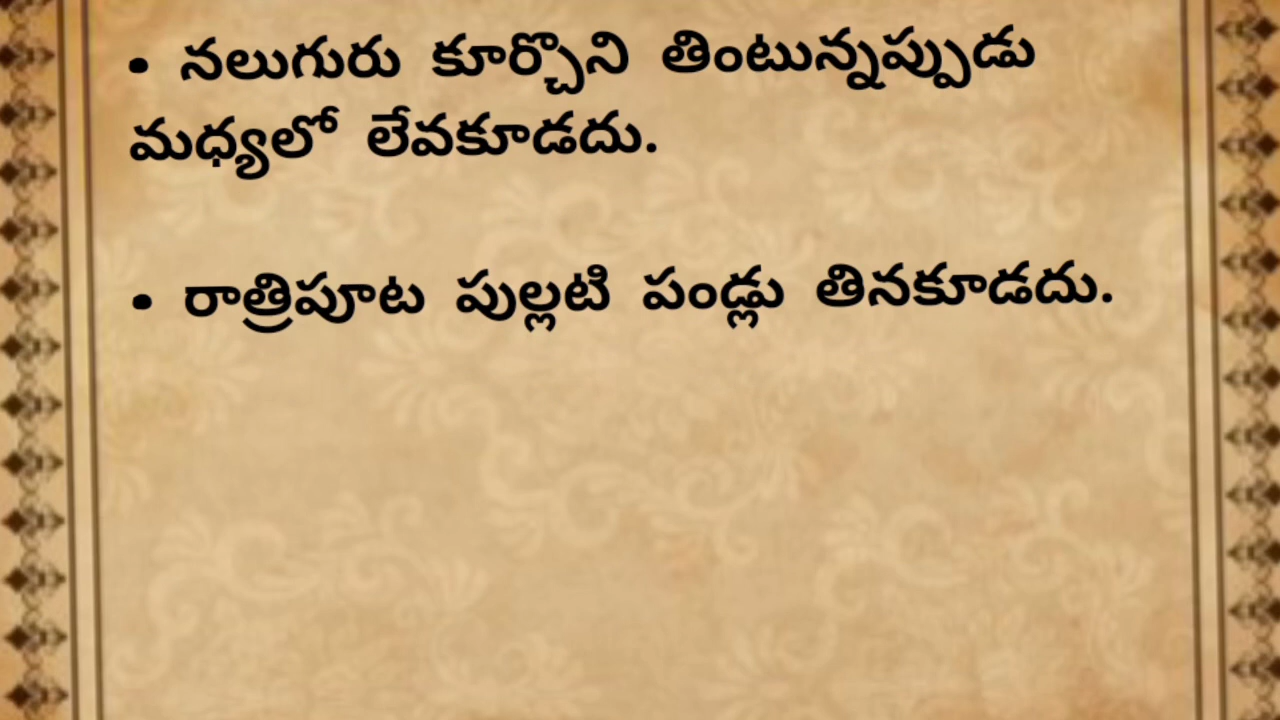 • నలుగురు కూర్చొని తింటున్నప్పుడు
మధ్యలో లేవకూడదు.
• రాత్రిపూట పుల్లటి పండ్లు తినకూడదు.